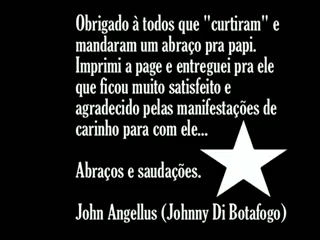 Obrigado à todos que "curtiram" e
mandaram um abraço pra papi.
Imprimi a page e entreguei pra ele
que ficou muito satisfeito e
agradecido pelas manifestações de
carinho para com ele...
Abraços e saudações.
John Angellus (Johnny Di Botafogo)